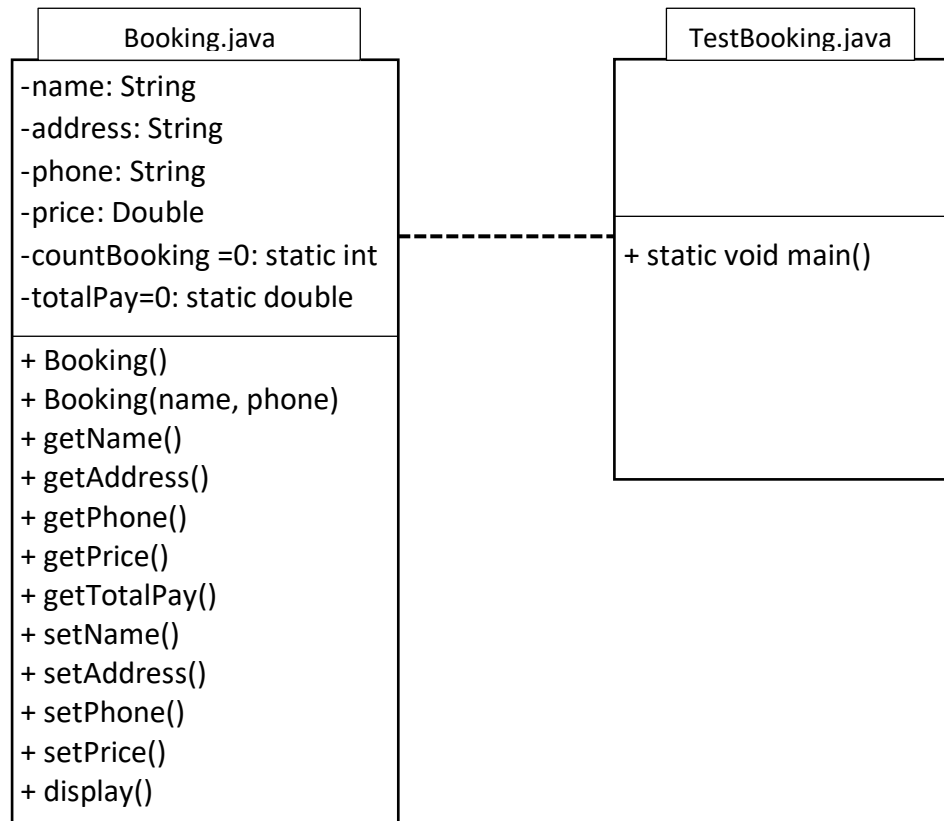 Booking.java
-name: String
-address: String
-phone: String
-price: Double
-countBooking =0: static int
-totalPay=0: static double
+ Booking()
+ Booking(name, phone)
+ getName()
+ getAddress()
+ getPhone()
+ getPrice()
+ getTotalPay()
+ setName()
+ setAddress()
+ setPhone()
+ setPrice()
+ display()
TestBooking.java
+ static void main()